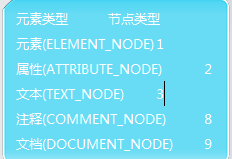 元素类型 节点类型
元素(ELEMENT_NODE) 1
属性(ATTRIBUTE_NODE) 2
文本(TEXT_NODE) 3
注释(COMMENT_NODE) 8
文档(DOCUMENT_NODE) 9